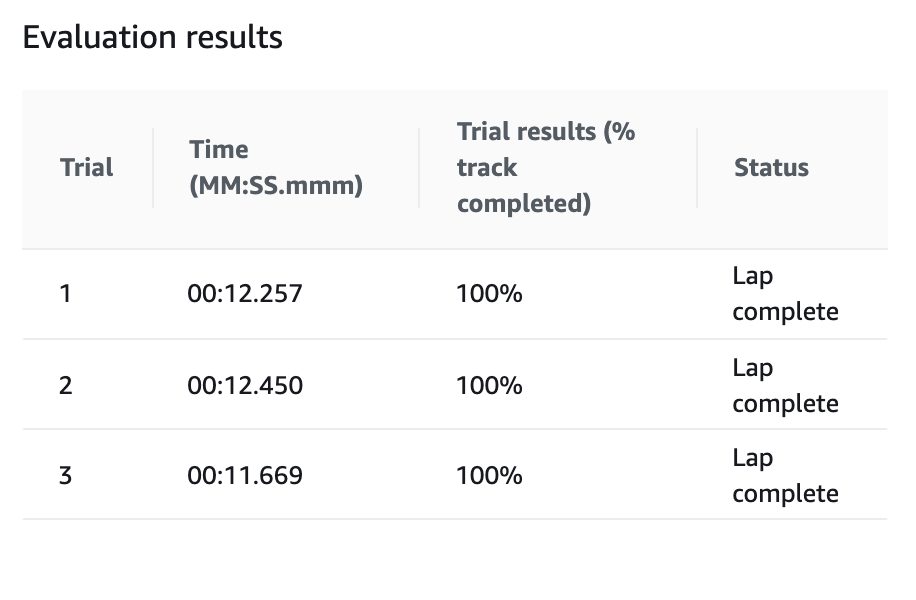 Evaluation results
Trial
Time
(MM:SS.mmm)
Trial results (%
track
completed)
Status
1
00:12.257
100%
Lap
complete
2
00:12.450
100%
Lap
complete
3
00:11.669
100%
Lap
complete